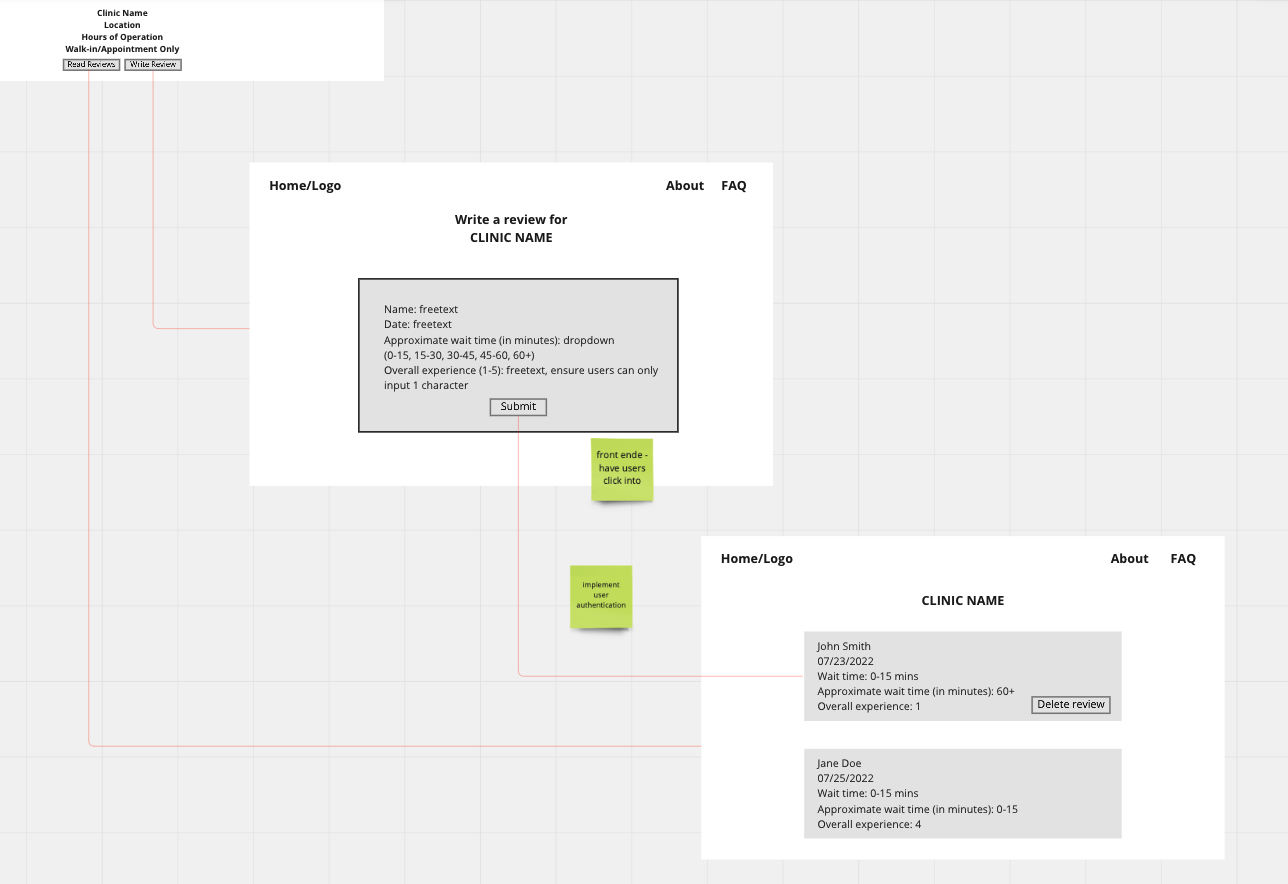 Clinic Name
Location
Hours of Operation
Walk-in/Appointment Only
Read Reviews Write Review
Home/Logo About FAQ
Write a review for
CLINIC NAME
Name: freetext
Date: freetext
Approximate wait time (in minutes): dropdown
(0-15, 15-30, 30-45, 45-60, 60+)
Overall experience (1-5): freetext, ensure users can only
input 1 character
Submit
front ende -
have users
click into
implement
user
authentication
Home/Logo About FAQ
CLINIC NAME
John Smith
07/23/2022
Wait time: 0-15 mins
Approximate wait time (in minutes): 60+
Overall experience: 1
Delete review
Jane Doe
07/25/2022
Wait time: 0-15 mins
Approximate wait time (in minutes): 0-15
Overall experience: 4